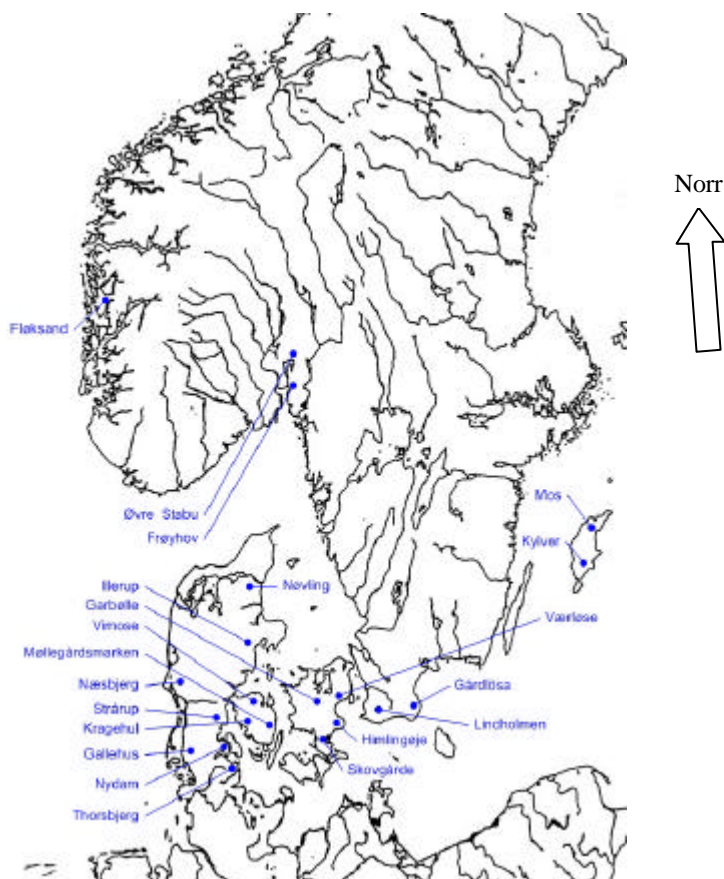 Norr
Fløksand
Øvre Stabu
Frøyhov
Mos
Kylver
Illerup
Nøvling
Garbølle
Vimose
Værløse
Møllegårdsmarken
Næsbjerg
Gårdlösa
Strårup
Kragehul
Lindholmen
Himlingøje
Gallehus
Skovgårde
Nydam
Thorsbjerg